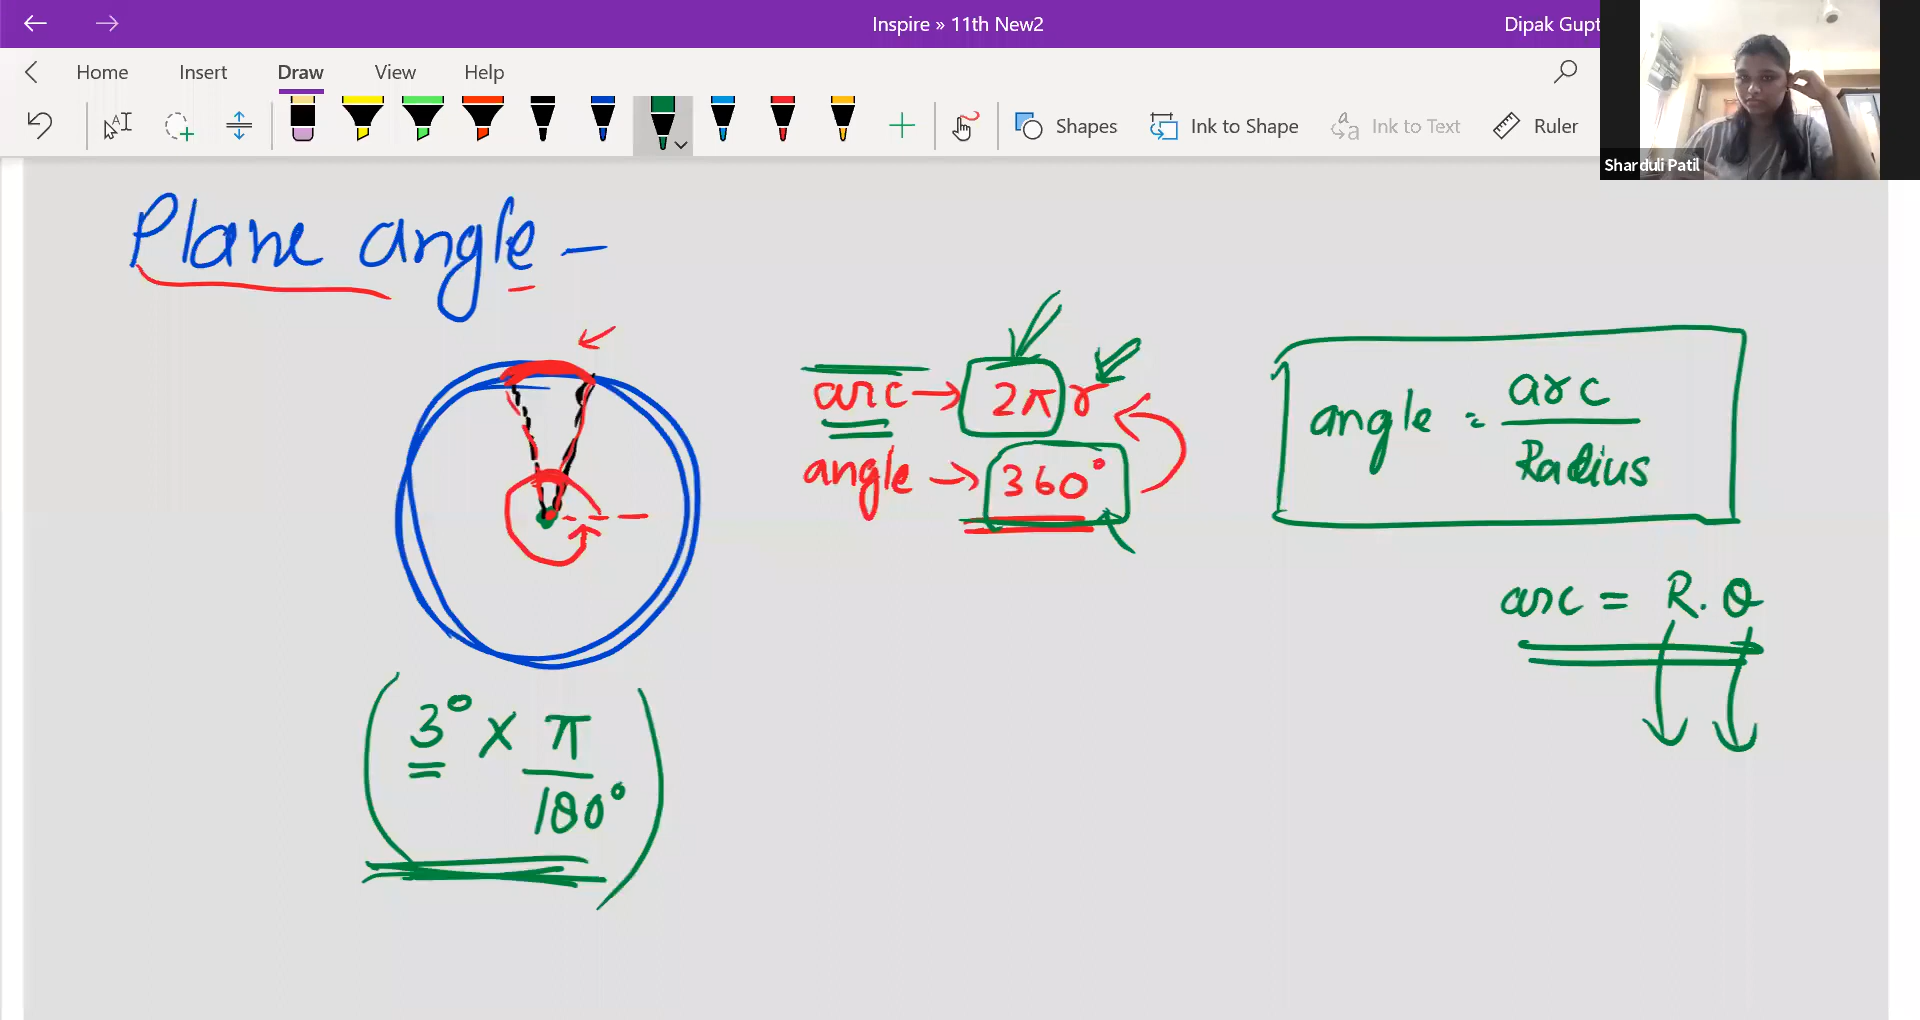 Inspire » 11th New2
Dipak Gupt
Home Insert Draw View Help
Shapes Ink to Shape Ink to Text Ruler
Sharduli Patil
Plane angle –
arc → 2π r
angle → 360°
angle = arc / Radius
arc = R . θ
( 3° × π / 180° )